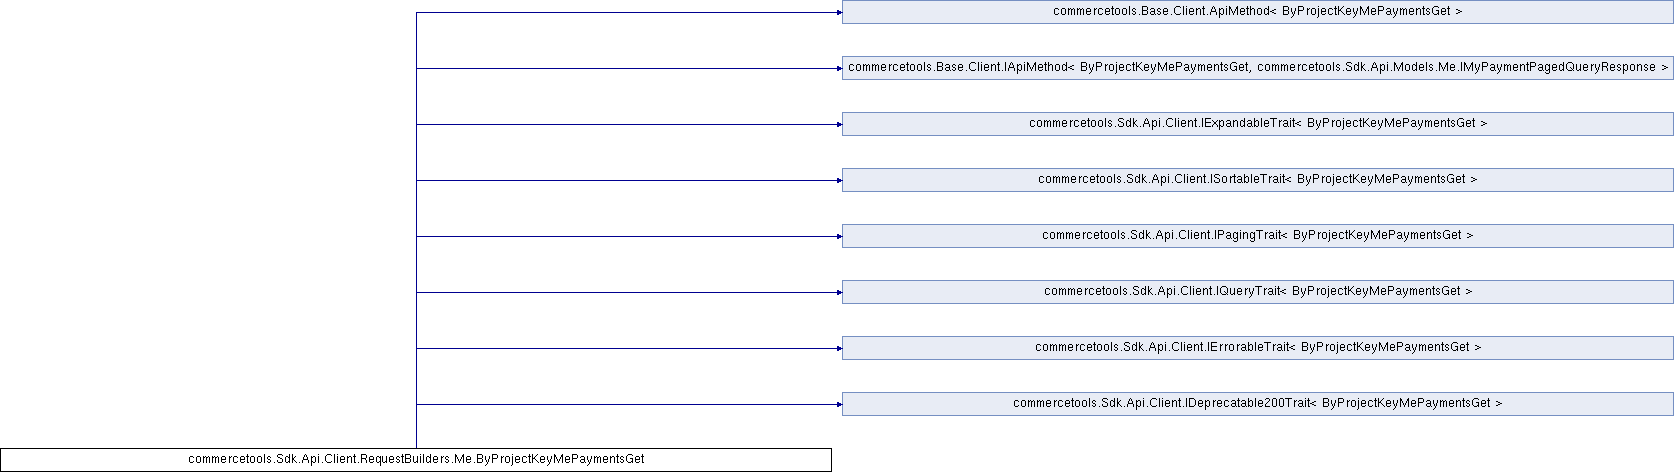 commercetools.Base.Client.ApiMethod< ByProjectKeyMePaymentsGet >
commercetools.Base.Client.IApiMethod< ByProjectKeyMePaymentsGet, commercetools.Sdk.Api.Models.Me.IMyPaymentPagedQueryResponse >
commercetools.Sdk.Api.Client.IExpandableTrait< ByProjectKeyMePaymentsGet >
commercetools.Sdk.Api.Client.ISortableTrait< ByProjectKeyMePaymentsGet >
commercetools.Sdk.Api.Client.IPagingTrait< ByProjectKeyMePaymentsGet >
commercetools.Sdk.Api.Client.IQueryTrait< ByProjectKeyMePaymentsGet >
commercetools.Sdk.Api.Client.IErrorableTrait< ByProjectKeyMePaymentsGet >
commercetools.Sdk.Api.Client.IDeprecatable200Trait< ByProjectKeyMePaymentsGet >
commercetools.Sdk.Api.Client.RequestBuilders.Me.ByProjectKeyMePaymentsGet